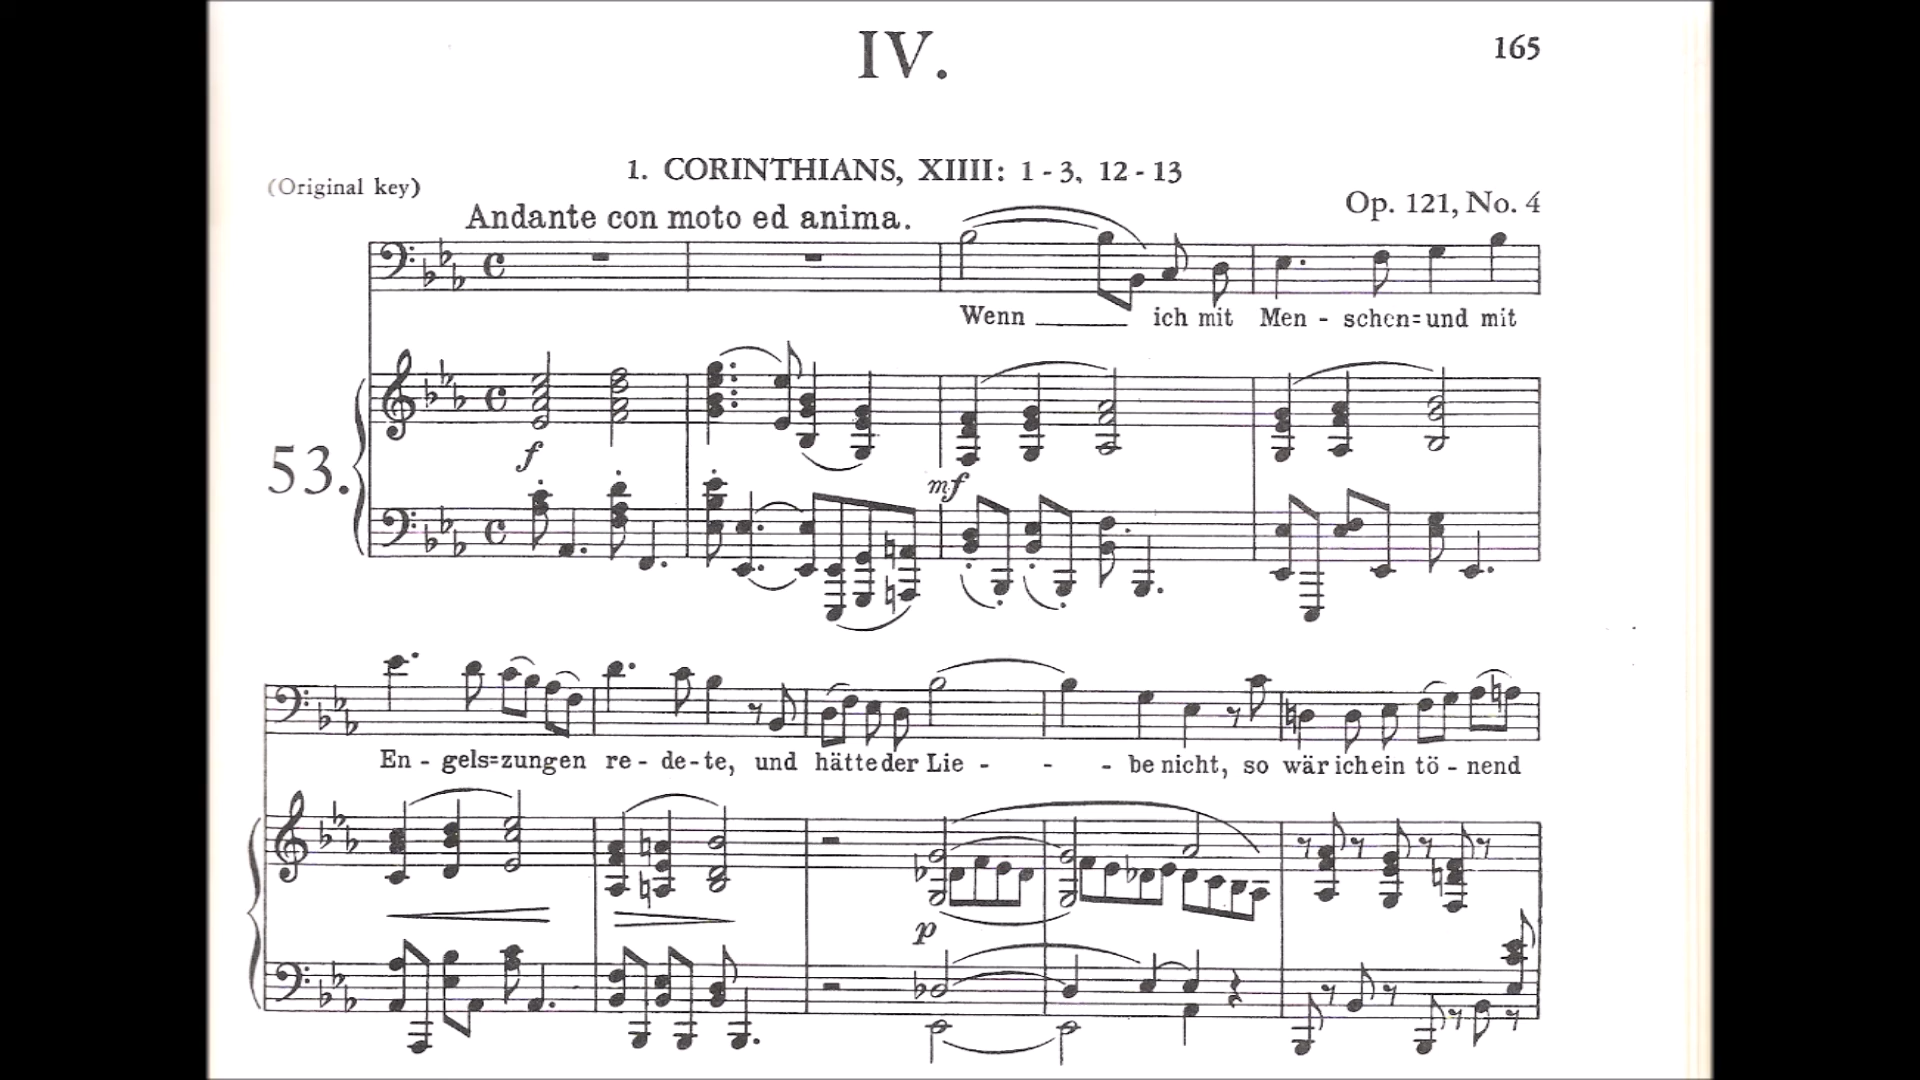 IV.
165
1. CORINTHIANS, XIIII: 1 - 3, 12 - 13
(Original key)
Op. 121, No. 4
Andante con moto ed anima.
Wenn ich mit Men - schen=und mit
f
53.
mf
En - gels=zungen re - de-te, und hätte der Lie - - - be nicht, so wär ich ein tö - nend
p